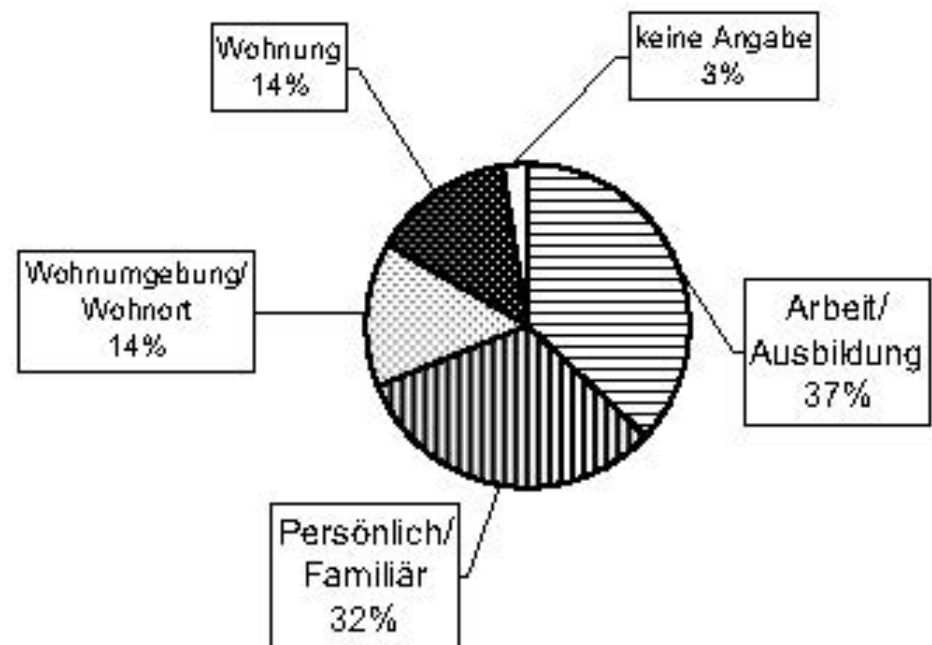 Wohnung
14%
keine Angabe
3%
Wohnumgebung/
Wohnort
14%
Arbeit/
Ausbildung
37%
Persönlich/
Familiär
32%